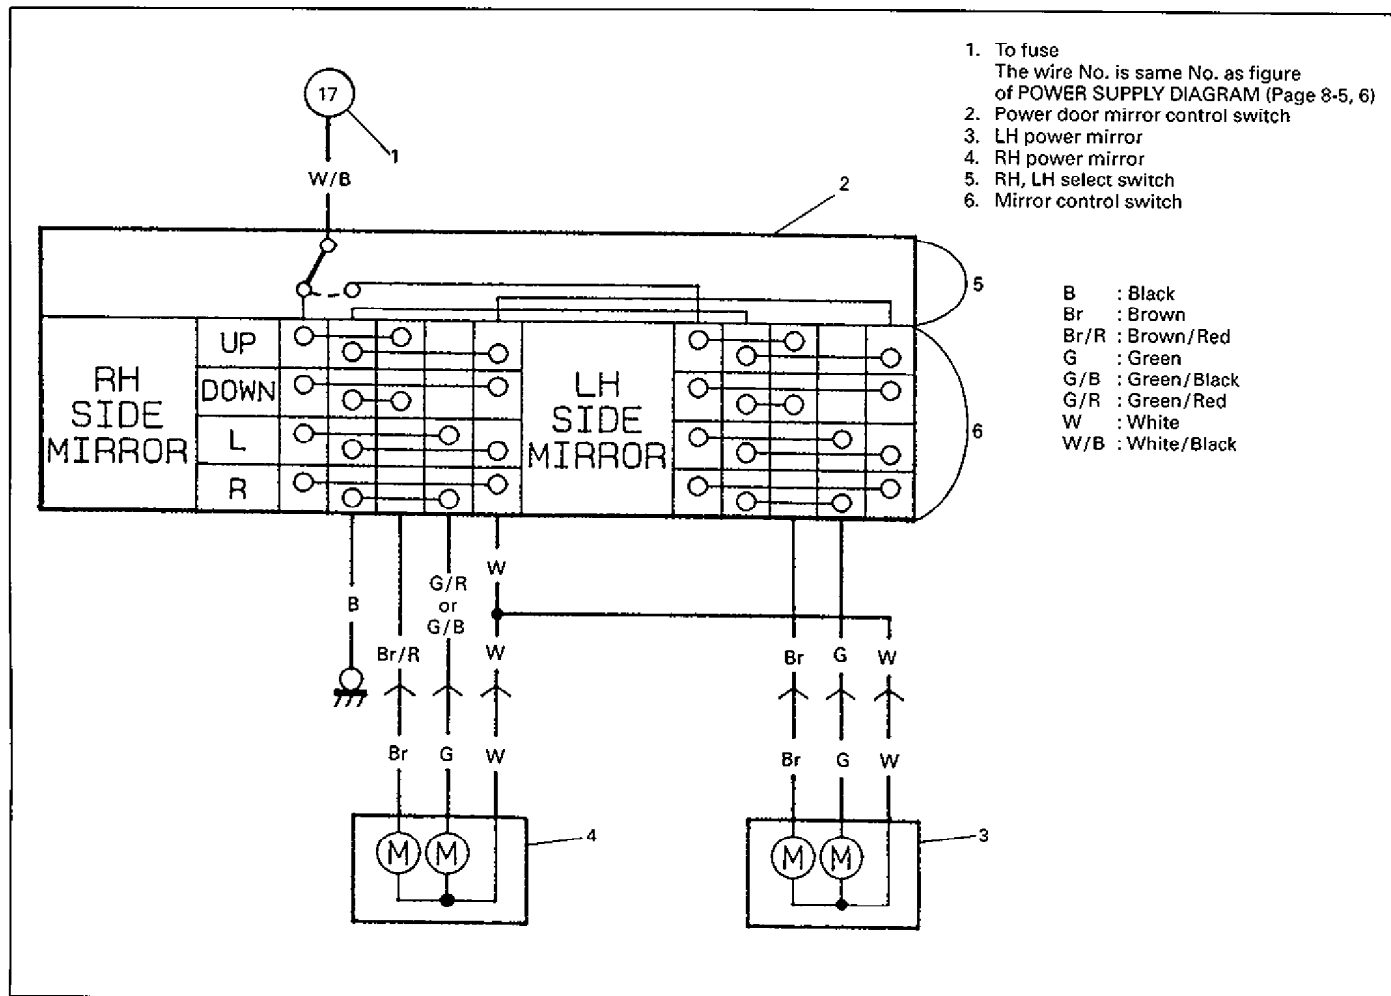 1. To fuse
The wire No. is same No. as figure
of POWER SUPPLY DIAGRAM (Page 8-5, 6)
2. Power door mirror control switch
3. LH power mirror
4. RH power mirror
5. RH, LH select switch
6. Mirror control switch
17
1
W/B
2
5
B : Black
Br : Brown
Br/R : Brown/Red
G : Green
G/B : Green/Black
G/R : Green/Red
W : White
W/B : White/Black
RH
SIDE
MIRROR
UP
DOWN
L
R
LH
SIDE
MIRROR
6
B
Br/R
G/R
or
G/B
W
W
Br
G
W
Br
G
W
Br
G
W
M
M
4
M
M
3